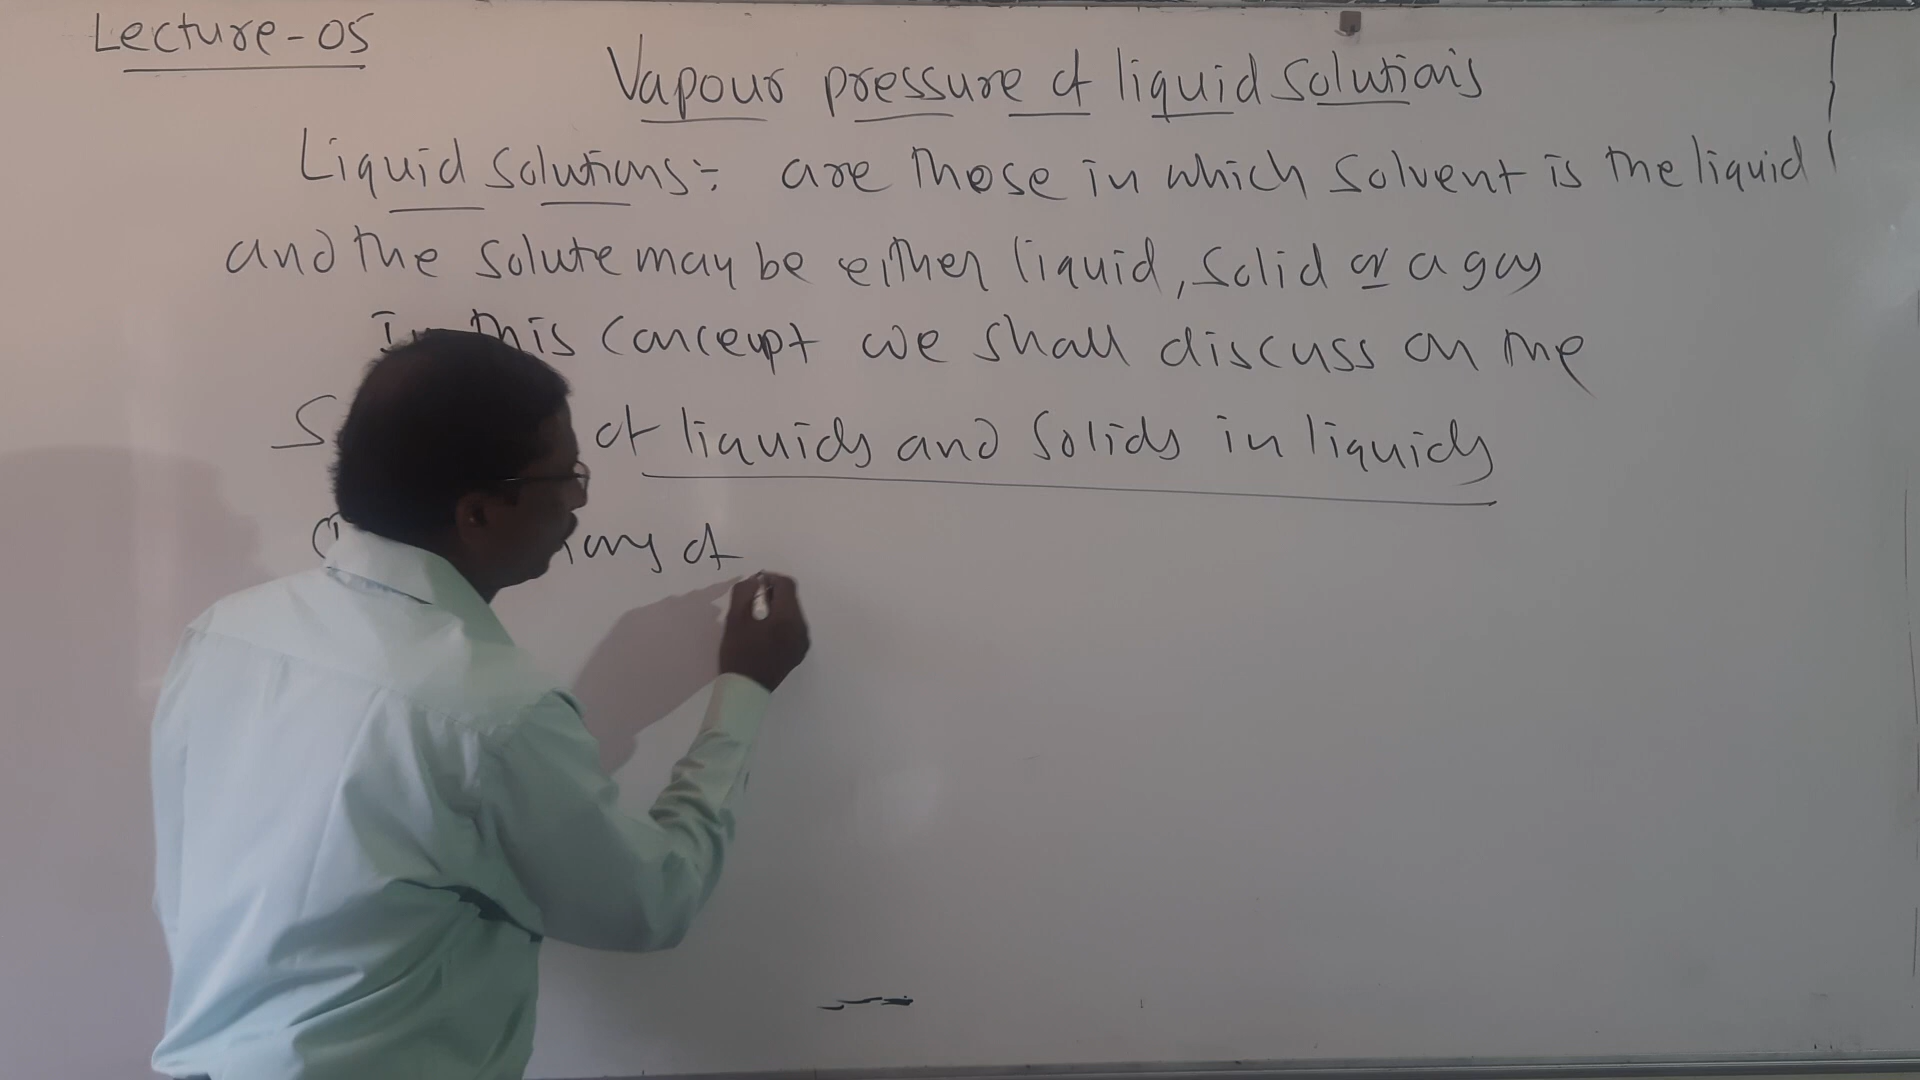 Lecture-05
Vapour pressure of liquid solutions
Liquid solutions:- are those in which solvent is the liquid
and the solute may be either liquid, solid or a gas
In this concept we shall discuss on the
of liquids and solids in liquids
of